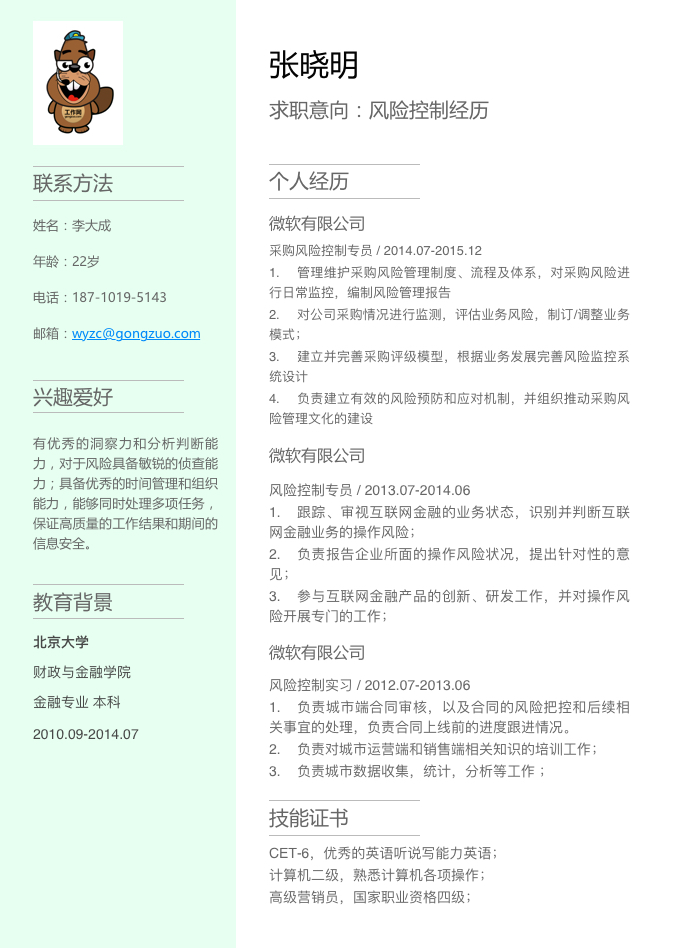 工作网
联系方法
姓名：李大成
年龄：22岁
电话：187-1019-5143
邮箱：wyzc@gongzuo.com
兴趣爱好
有优秀的洞察力和分析判断能
力，对于风险具备敏锐的侦查能
力；具备优秀的时间管理和组织
能力，能够同时处理多项任务，
保证高质量的工作结果和期间的
信息安全。
教育背景
北京大学
财政与金融学院
金融专业 本科
2010.09-2014.07
张晓明
求职意向：风险控制经历
个人经历
微软有限公司
采购风险控制专员 / 2014.07-2015.12
1. 管理维护采购风险管理制度、流程及体系，对采购风险进
行日常监控，编制风险管理报告
2. 对公司采购情况进行监测，评估业务风险，制订/调整业务
模式；
3. 建立并完善采购评级模型，根据业务发展完善风险监控系
统设计
4. 负责建立有效的风险预防和应对机制，并组织推动采购风
险管理文化的建设
微软有限公司
风险控制专员 / 2013.07-2014.06
1. 跟踪、审视互联网金融的业务状态，识别并判断互联
网金融业务的操作风险；
2. 负责报告企业所面的操作风险状况，提出针对性的意
见；
3. 参与互联网金融产品的创新、研发工作，并对操作风
险开展专门的工作；
微软有限公司
风险控制实习 / 2012.07-2013.06
1. 负责城市端合同审核，以及合同的风险把控和后续相
关事宜的处理，负责合同上线前的进度跟进情况。
2. 负责对城市运营端和销售端相关知识的培训工作；
3. 负责城市数据收集，统计，分析等工作；
技能证书
CET-6，优秀的英语听说写能力英语；
计算机二级，熟悉计算机各项操作；
高级营销员，国家职业资格四级；